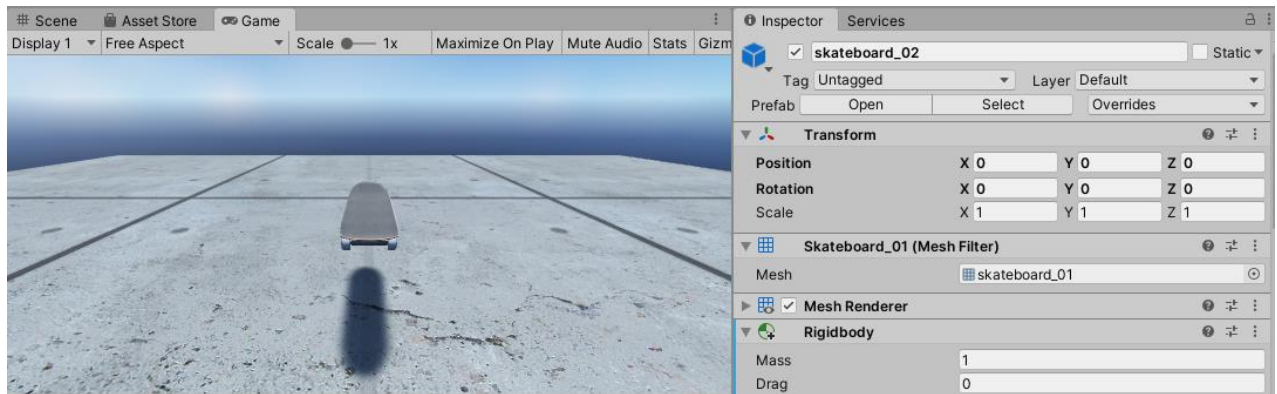 Scene Asset Store Game
Display 1 Free Aspect Scale 1x Maximize On Play Mute Audio Stats Gizm
Inspector Services
skateboard_02 Static
Tag Untagged Layer Default
Prefab Open Select Overrides
Transform
Position X 0 Y 0 Z 0
Rotation X 0 Y 0 Z 0
Scale X 1 Y 1 Z 1
Skateboard_01 (Mesh Filter)
Mesh skateboard_01
Mesh Renderer
Rigidbody
Mass 1
Drag 0